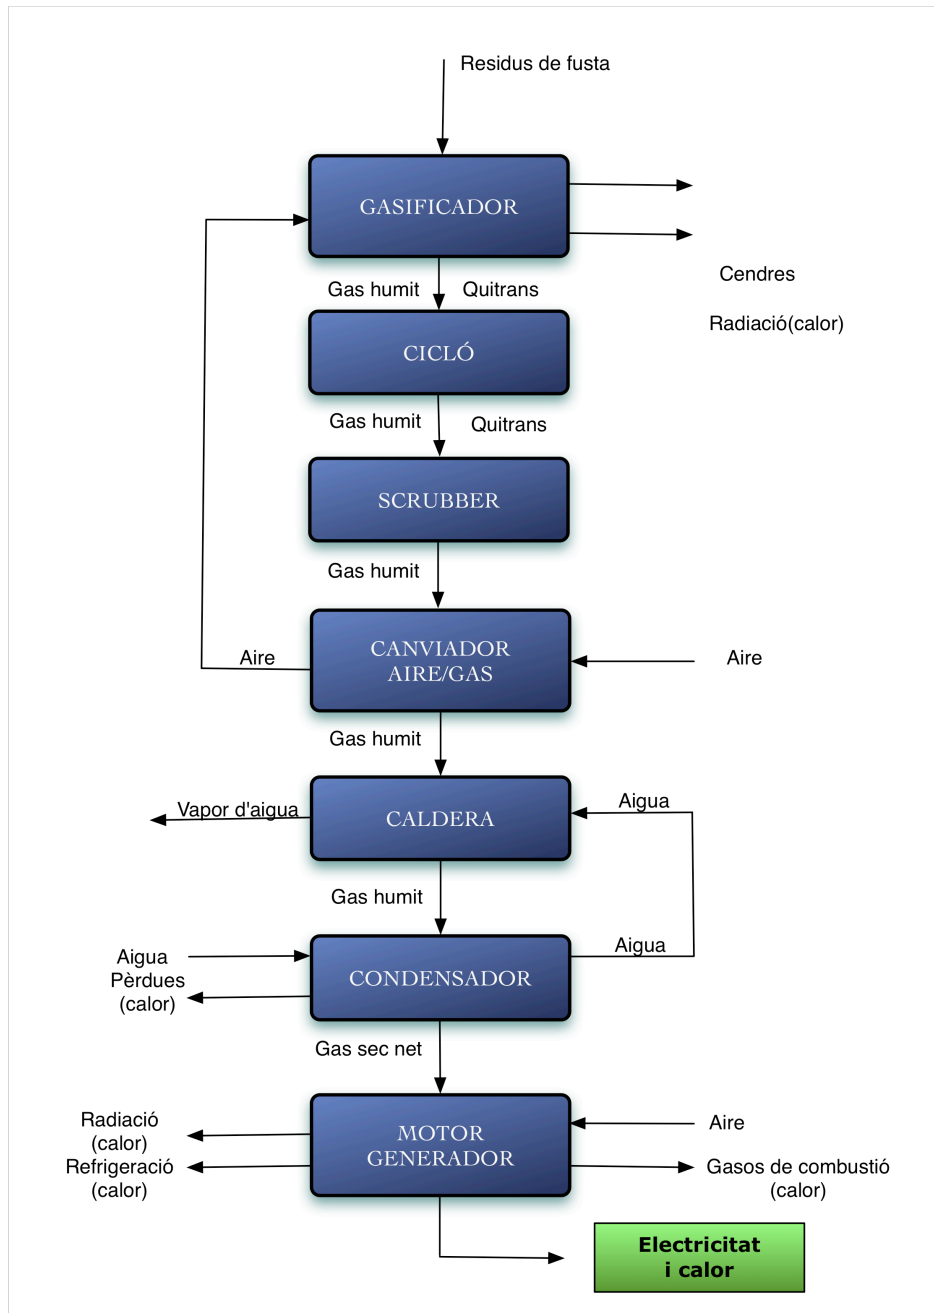 Residus de fusta
GASIFICADOR
Gas humit
Quitrans
Cendres
Radiació(calor)
CICLÓ
Gas humit
Quitrans
SCRUBBER
Gas humit
CANVIADOR
AIRE/GAS
Aire
Aire
Gas humit
Vapor d'aigua
CALDERA
Aigua
Gas humit
Aigua
Aigua
Pèrdues
(calor)
CONDENSADOR
Gas sec net
Radiació
(calor)
Refrigeració
(calor)
MOTOR
GENERADOR
Aire
Gasos de combustió
(calor)
Electricitat
i calor